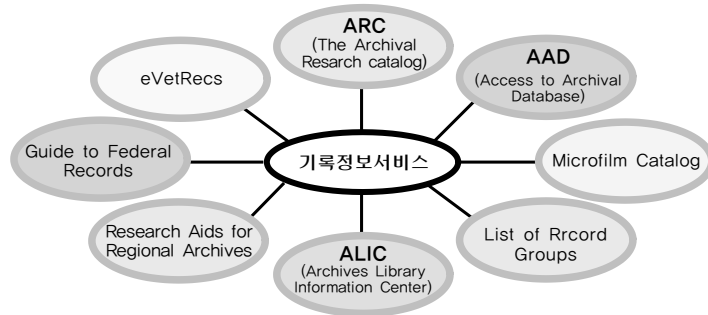 ARC
(The Archival
Resarch catalog)
AAD
(Access to Archival
Database)
eVetRecs
Guide to Federal
Records
기록정보서비스
Microfilm Catalog
Research Aids for
Regional Archives
ALIC
(Archives Library
Information Center)
List of Rrcord
Groups